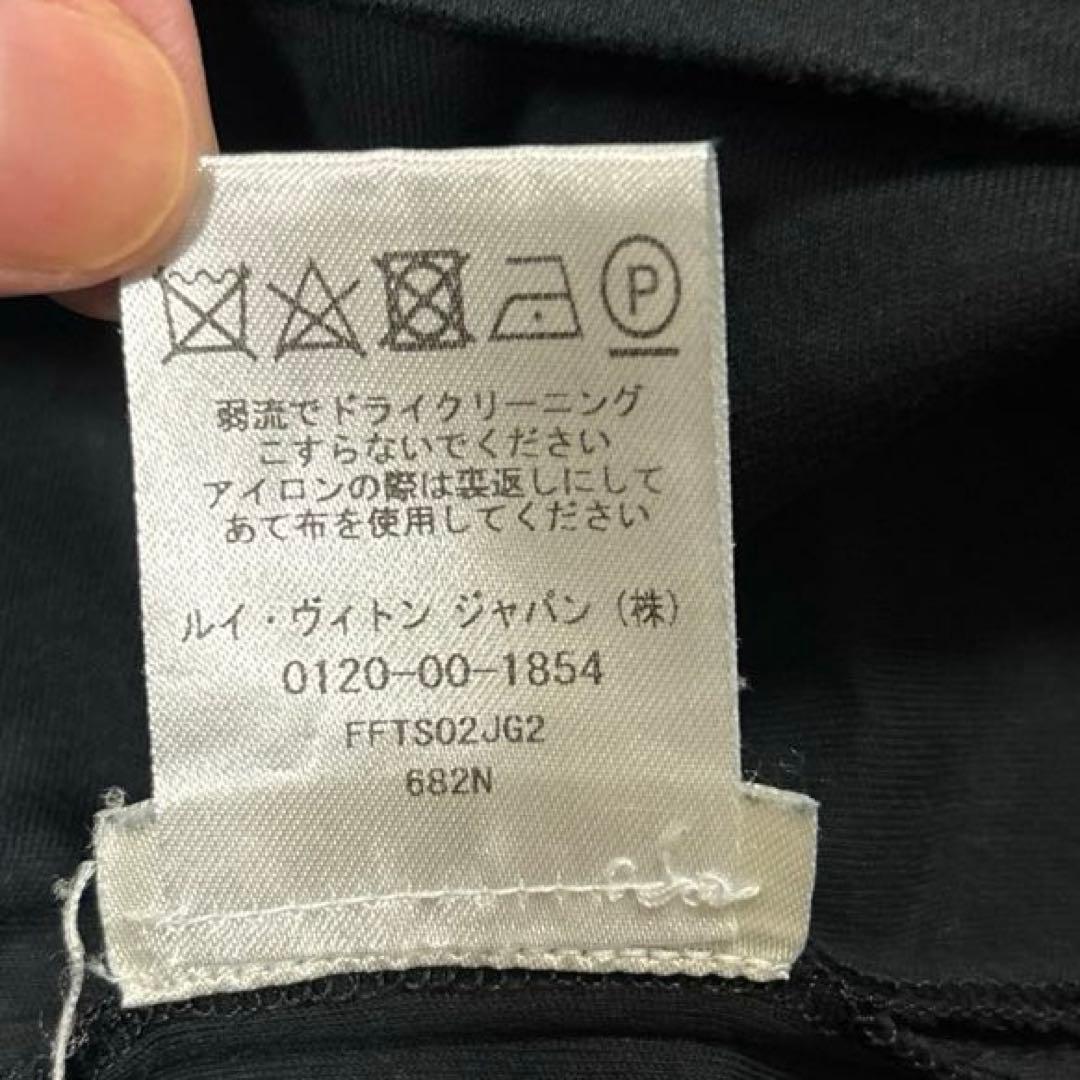 P
弱流でドライクリーニング
こすらないでください
アイロンの際は裏返しにして
あて布を使用してください
ルイ・ヴィトン ジャパン (株)
0120-00-1854
FFTS02JG2
682N